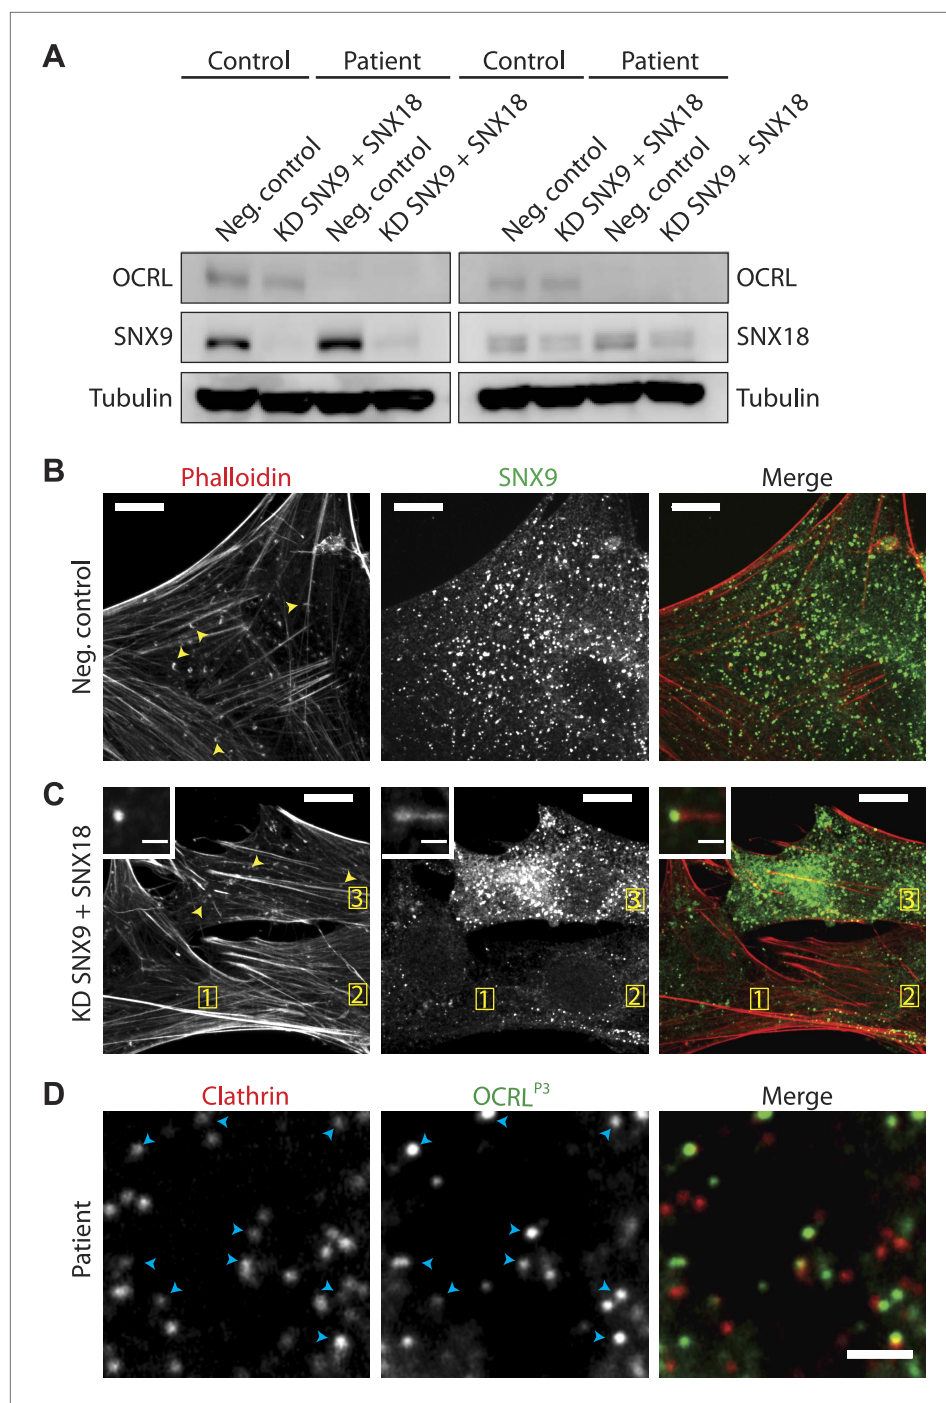 A
Control Patient Control Patient
Neg. control
KD SNX9 + SNX18
Neg. control
KD SNX9 + SNX18
Neg. control
KD SNX9 + SNX18
Neg. control
KD SNX9 + SNX18
OCRL OCRL
SNX9 SNX18
Tubulin Tubulin
B
Phalloidin SNX9 Merge
Neg. control
C
KD SNX9 + SNX18
3 3 3
1 2 1 2 1 2
D
Clathrin OCRL^P3 Merge
Patient